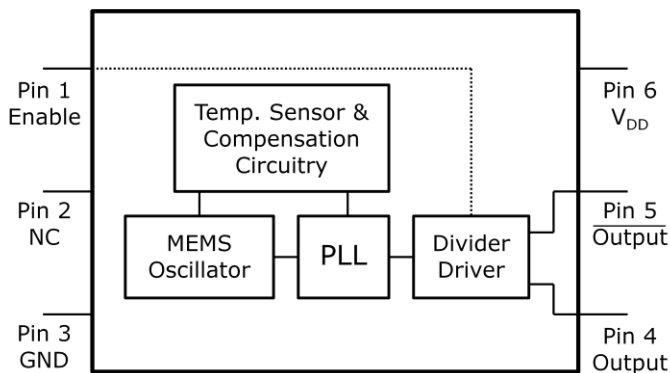 Pin 1
Enable
Temp. Sensor &
Compensation
Circuitry
Pin 6
VDD
Pin 2
NC
MEMS
Oscillator
PLL
Divider
Driver
Pin 5
Output
Pin 3
GND
Pin 4
Output